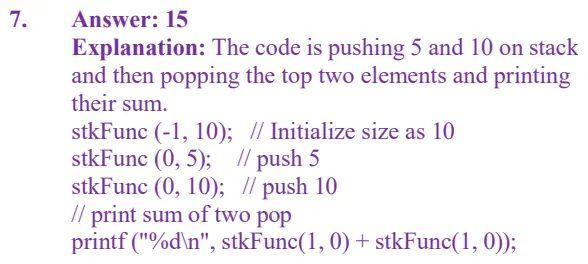 7. Answer: 15
Explanation: The code is pushing 5 and 10 on stack
and then popping the top two elements and printing
their sum.
stkFunc (-1, 10); // Initialize size as 10
stkFunc (0, 5); // push 5
stkFunc (0, 10); // push 10
// print sum of two pop
printf ("%d\n", stkFunc(1, 0) + stkFunc(1, 0));